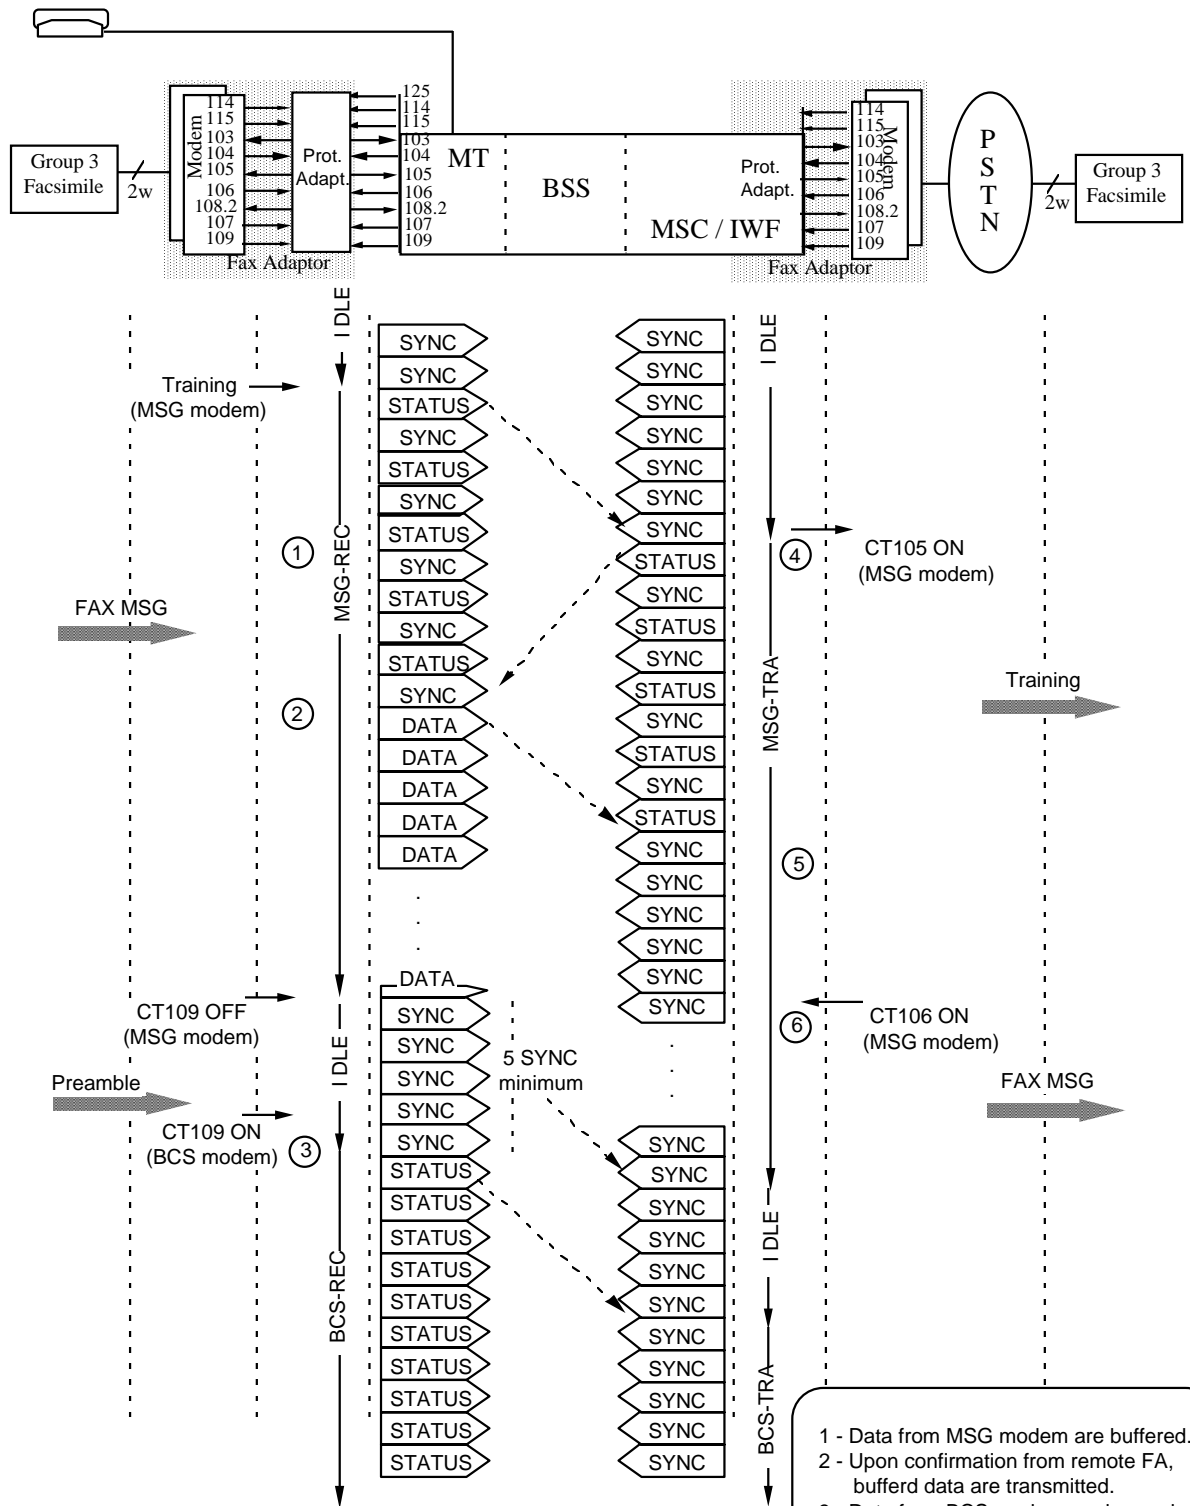 125
114
114
115
115
103
103
104
104
105
105
106
106
108.2
108.2
107
107
109
109
Modem
Prot.
Adapt.
Group 3
Facsimile
2w
Fax Adaptor
MT
BSS
MSC / IWF
Prot.
Adapt.
114
115
103
104
105
106
108.2
107
109
Modem
Fax Adaptor
PSTN
2w
Group 3
Facsimile
I DLE
SYNC
SYNC
I DLE
Training
(MSG modem)
SYNC
SYNC
STATUS
SYNC
SYNC
SYNC
STATUS
SYNC
SYNC
SYNC
1
MSG-REC
STATUS
SYNC
4
CT105 ON
(MSG modem)
SYNC
STATUS
FAX MSG
STATUS
SYNC
SYNC
STATUS
STATUS
SYNC
Training
2
SYNC
STATUS
MSG-TRA
DATA
SYNC
DATA
STATUS
DATA
SYNC
DATA
STATUS
DATA
SYNC
5
SYNC
SYNC
SYNC
DATA
SYNC
CT109 OFF
(MSG modem)
SYNC
SYNC
6
CT106 ON
(MSG modem)
I DLE
SYNC
5 SYNC
minimum
Preamble
SYNC
FAX MSG
SYNC
CT109 ON
(BCS modem)
3
SYNC
SYNC
STATUS
SYNC
STATUS
SYNC
I DLE
STATUS
SYNC
BCS-REC
STATUS
SYNC
STATUS
SYNC
STATUS
SYNC
STATUS
SYNC
BCS-TRA
STATUS
SYNC
STATUS
SYNC
STATUS
SYNC
1 - Data from MSG modem are buffered.
2 - Upon confirmation from remote FA,
bufferd data are transmitted.